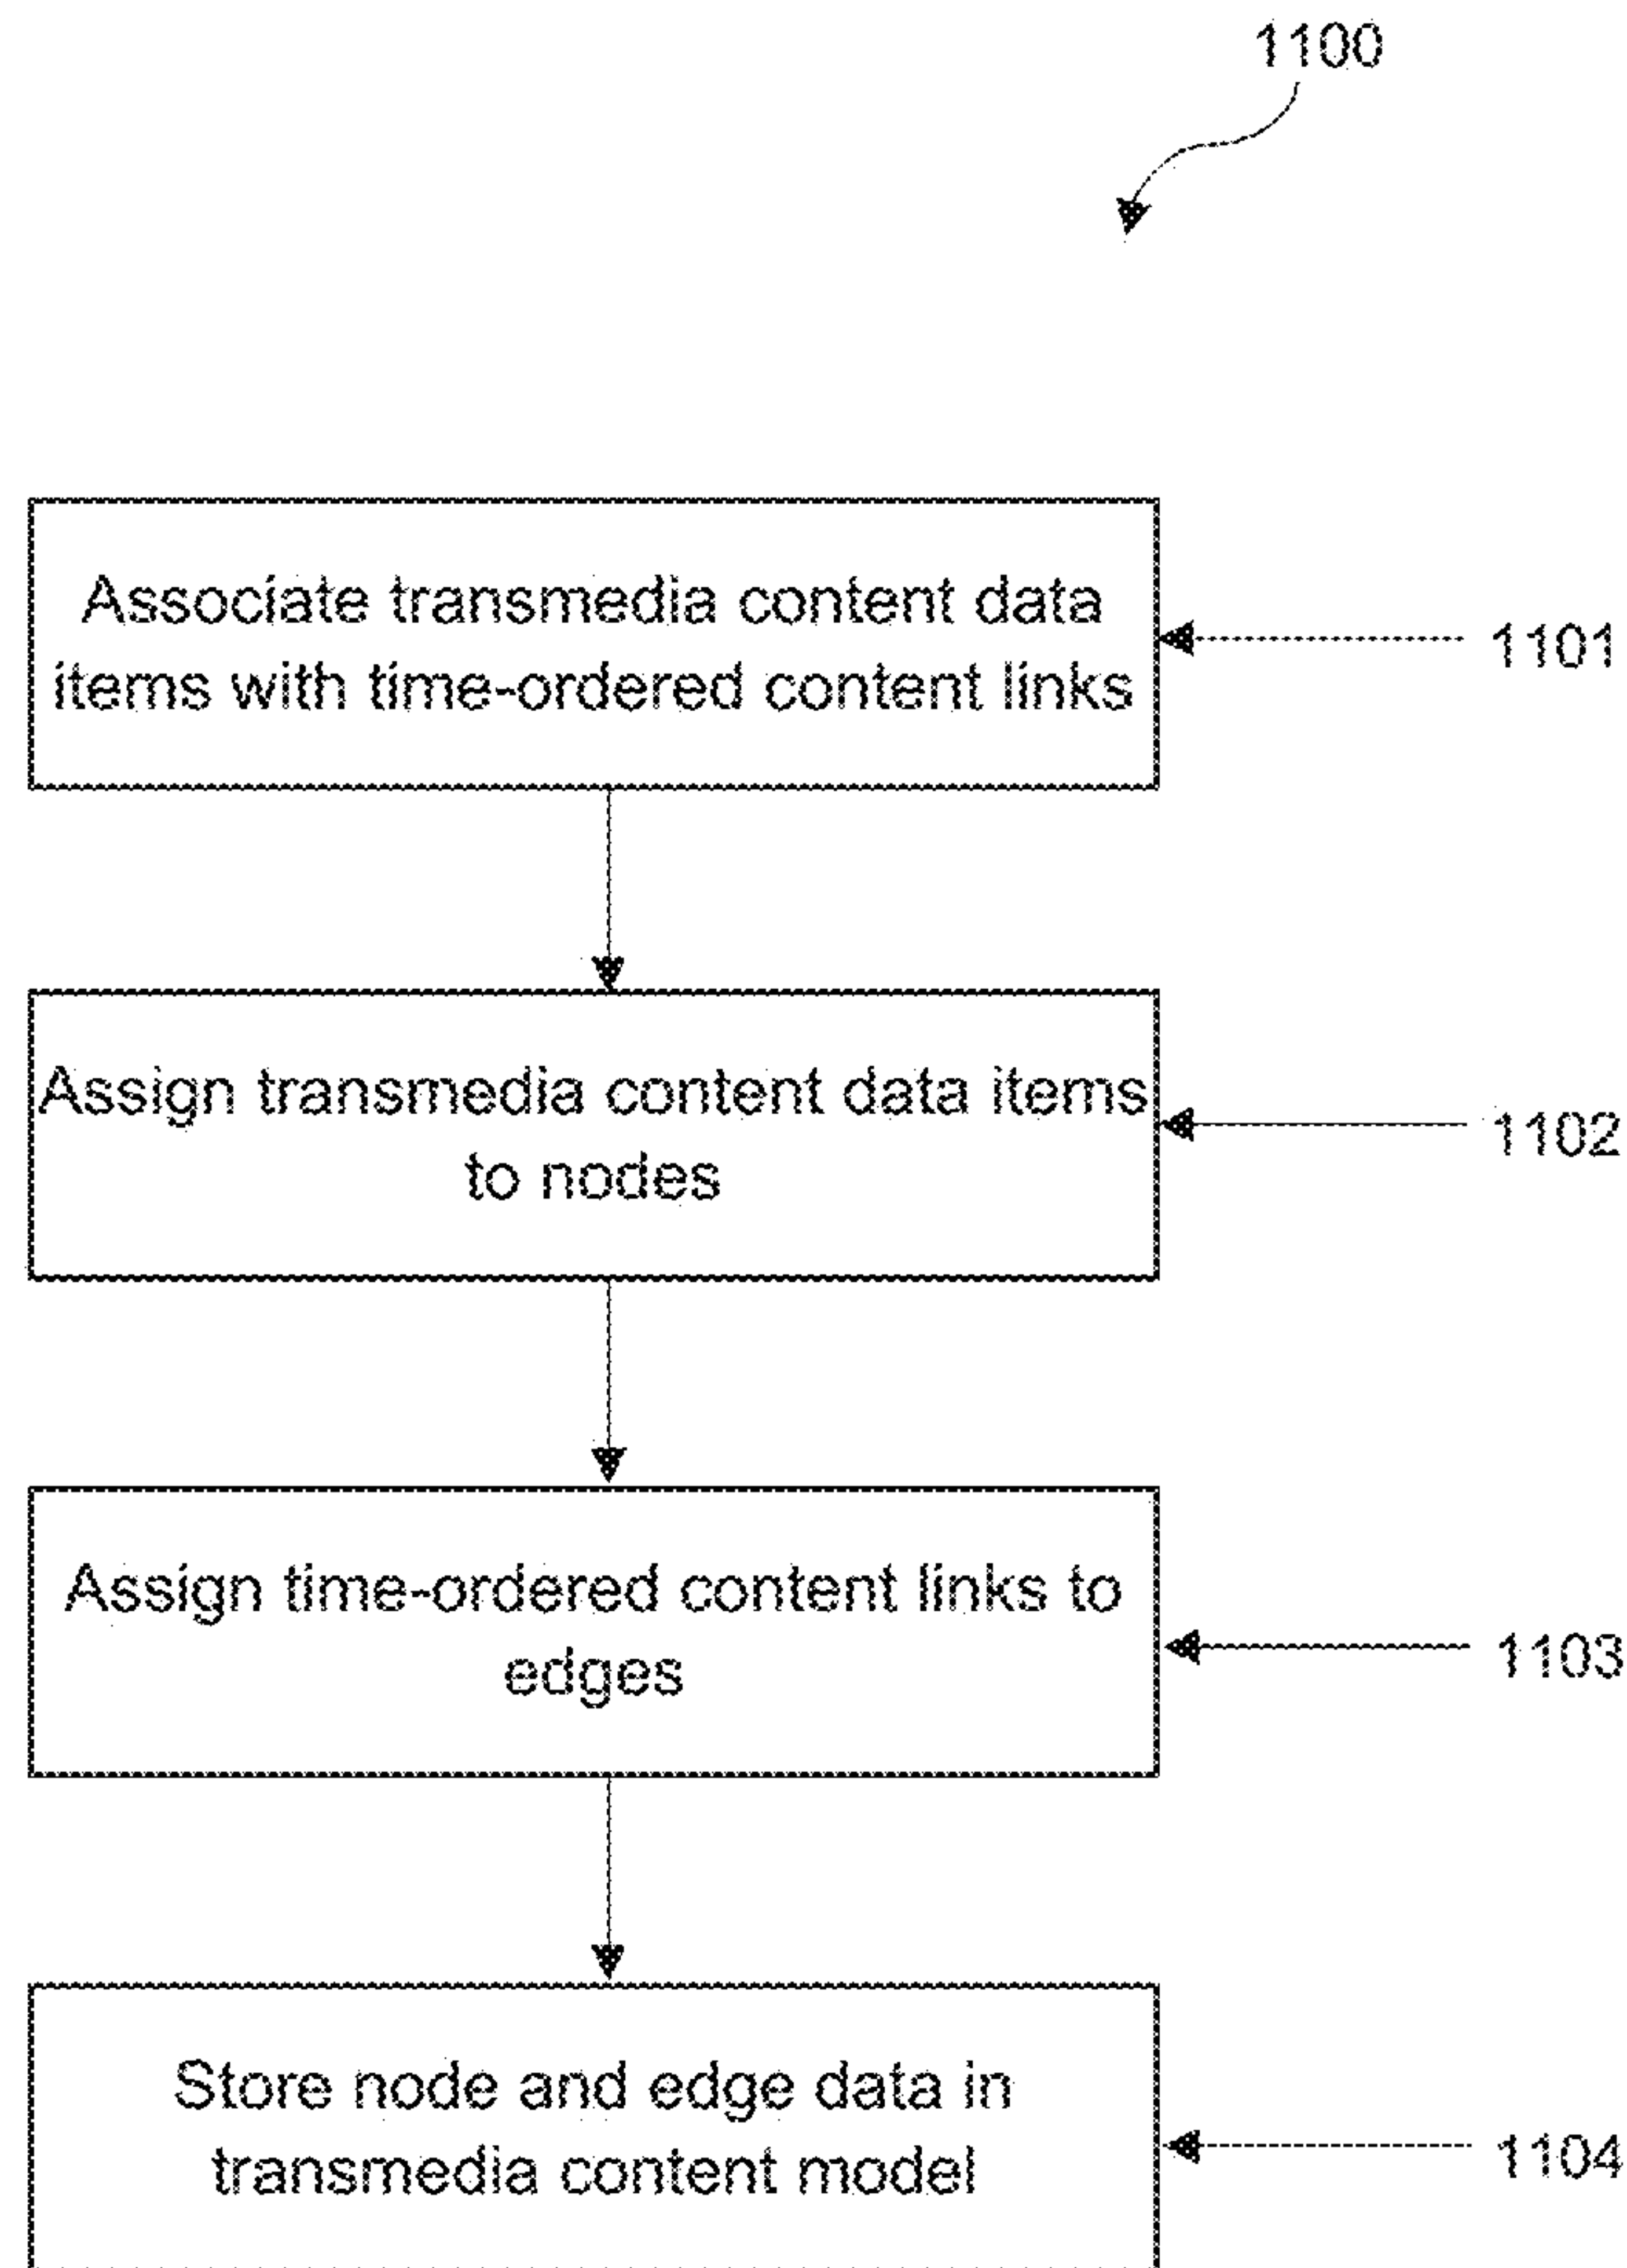 1100
Associate transmedia content data
items with time-ordered content links
1101
Assign transmedia content data items
to nodes
1102
Assign time-ordered content links to
edges
1103
Store node and edge data in
transmedia content model
1104